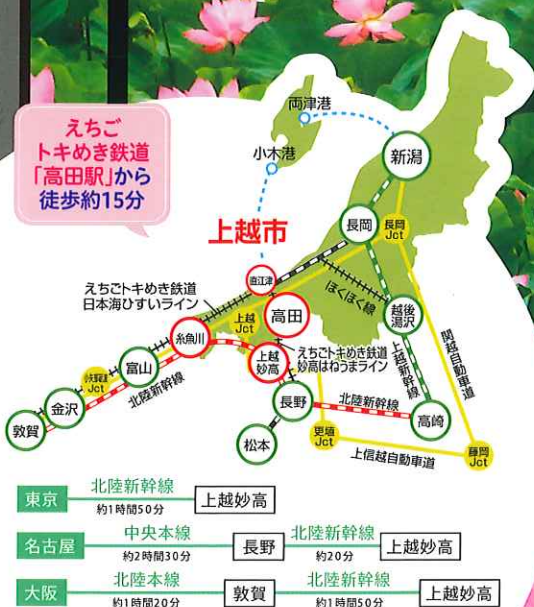 えちご
トキめき鉄道
「高田駅」から
徒歩約15分
両津港
小木港
新潟
上越市
長岡
長岡
Jct
直江津
えちごトキめき鉄道
日本海ひすいライン
ほくほく線
上越
Jct
高田
越後
湯沢
糸魚川
上越
妙高
えちごトキめき鉄道
妙高はねうまライン
上越新幹線
関越自動車道
富山
小矢部砺波
Jct
北陸新幹線
金沢
敦賀
長野
北陸新幹線
高崎
松本
更埴
Jct
上信越自動車道
藤岡
Jct
東京 北陸新幹線 約1時間50分 上越妙高
名古屋 中央本線 約2時間30分 長野 北陸新幹線 約20分 上越妙高
大阪 北陸本線 約1時間20分 敦賀 北陸新幹線 約1時間50分 上越妙高